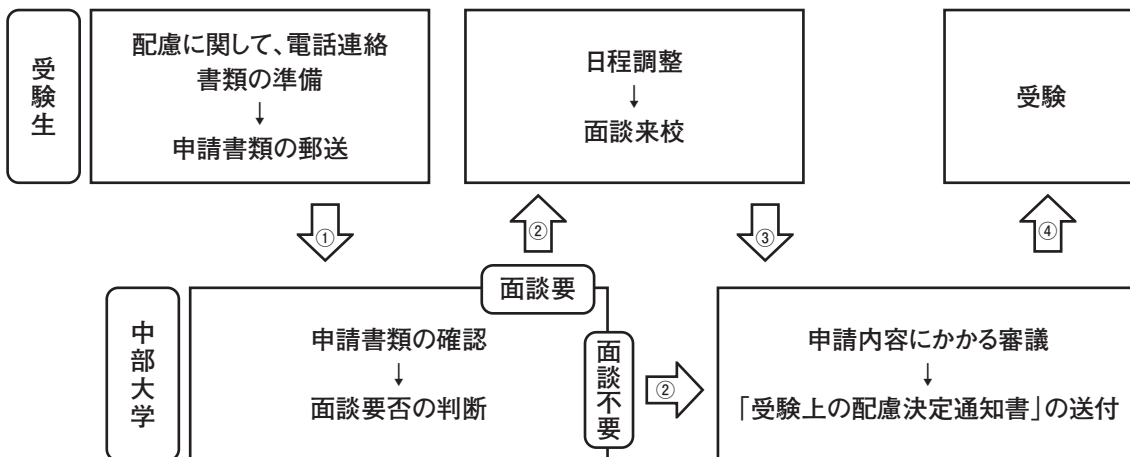 受験生
配慮に関して、電話連絡
書類の準備
↓
申請書類の郵送
日程調整
↓
面談来校
受験
①
②
③
④
中部大学
面談要
申請書類の確認
↓
面談要否の判断
面談不要
②
申請内容にかかる審議
↓
「受験上の配慮決定通知書」の送付